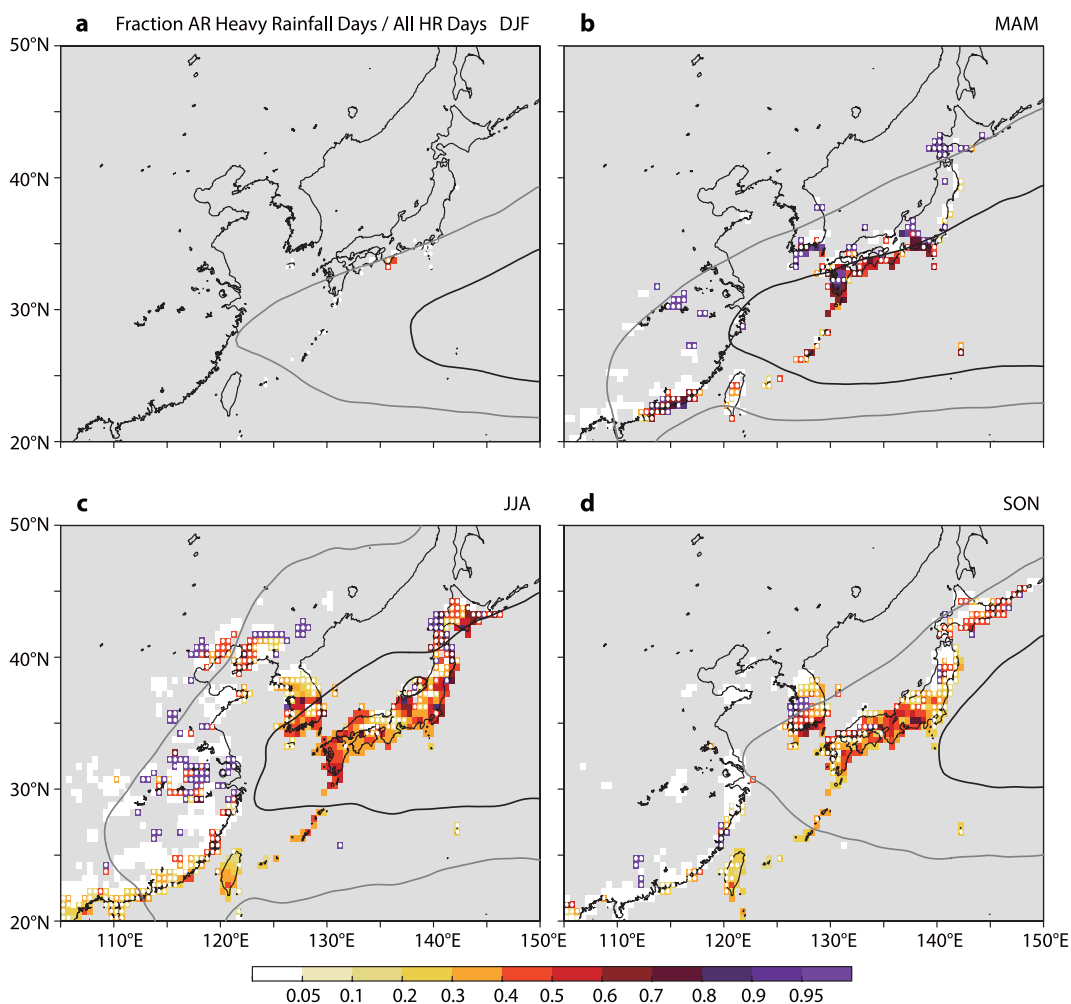 a Fraction AR Heavy Rainfall Days / All HR Days DJF
b MAM
50°N
40°N
30°N
20°N
c JJA
d SON
50°N
40°N
30°N
20°N
110°E 120°E 130°E 140°E 150°E
110°E 120°E 130°E 140°E 150°E
0.05 0.1 0.2 0.3 0.4 0.5 0.6 0.7 0.8 0.9 0.95